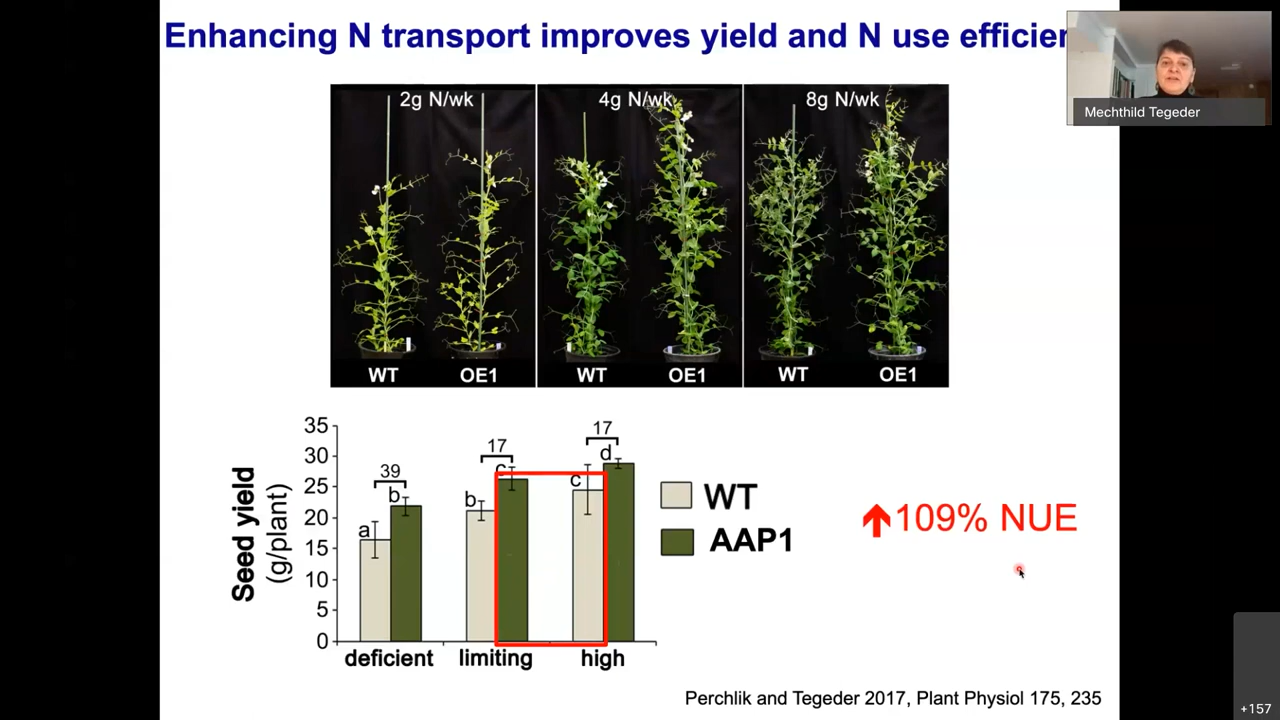 Enhancing N transport improves yield and N use efficien
Mechthild Tegeder
2g N/wk
4g N/wk
8g N/wk
WT
OE1
WT
OE1
WT
OE1
Seed yield
(g/plant)
35
30
25
20
15
10
5
0
39
17
17
a
b
b
c
c
d
deficient
limiting
high
WT
AAP1
109% NUE
Perchlik and Tegeder 2017, Plant Physiol 175, 235
+157